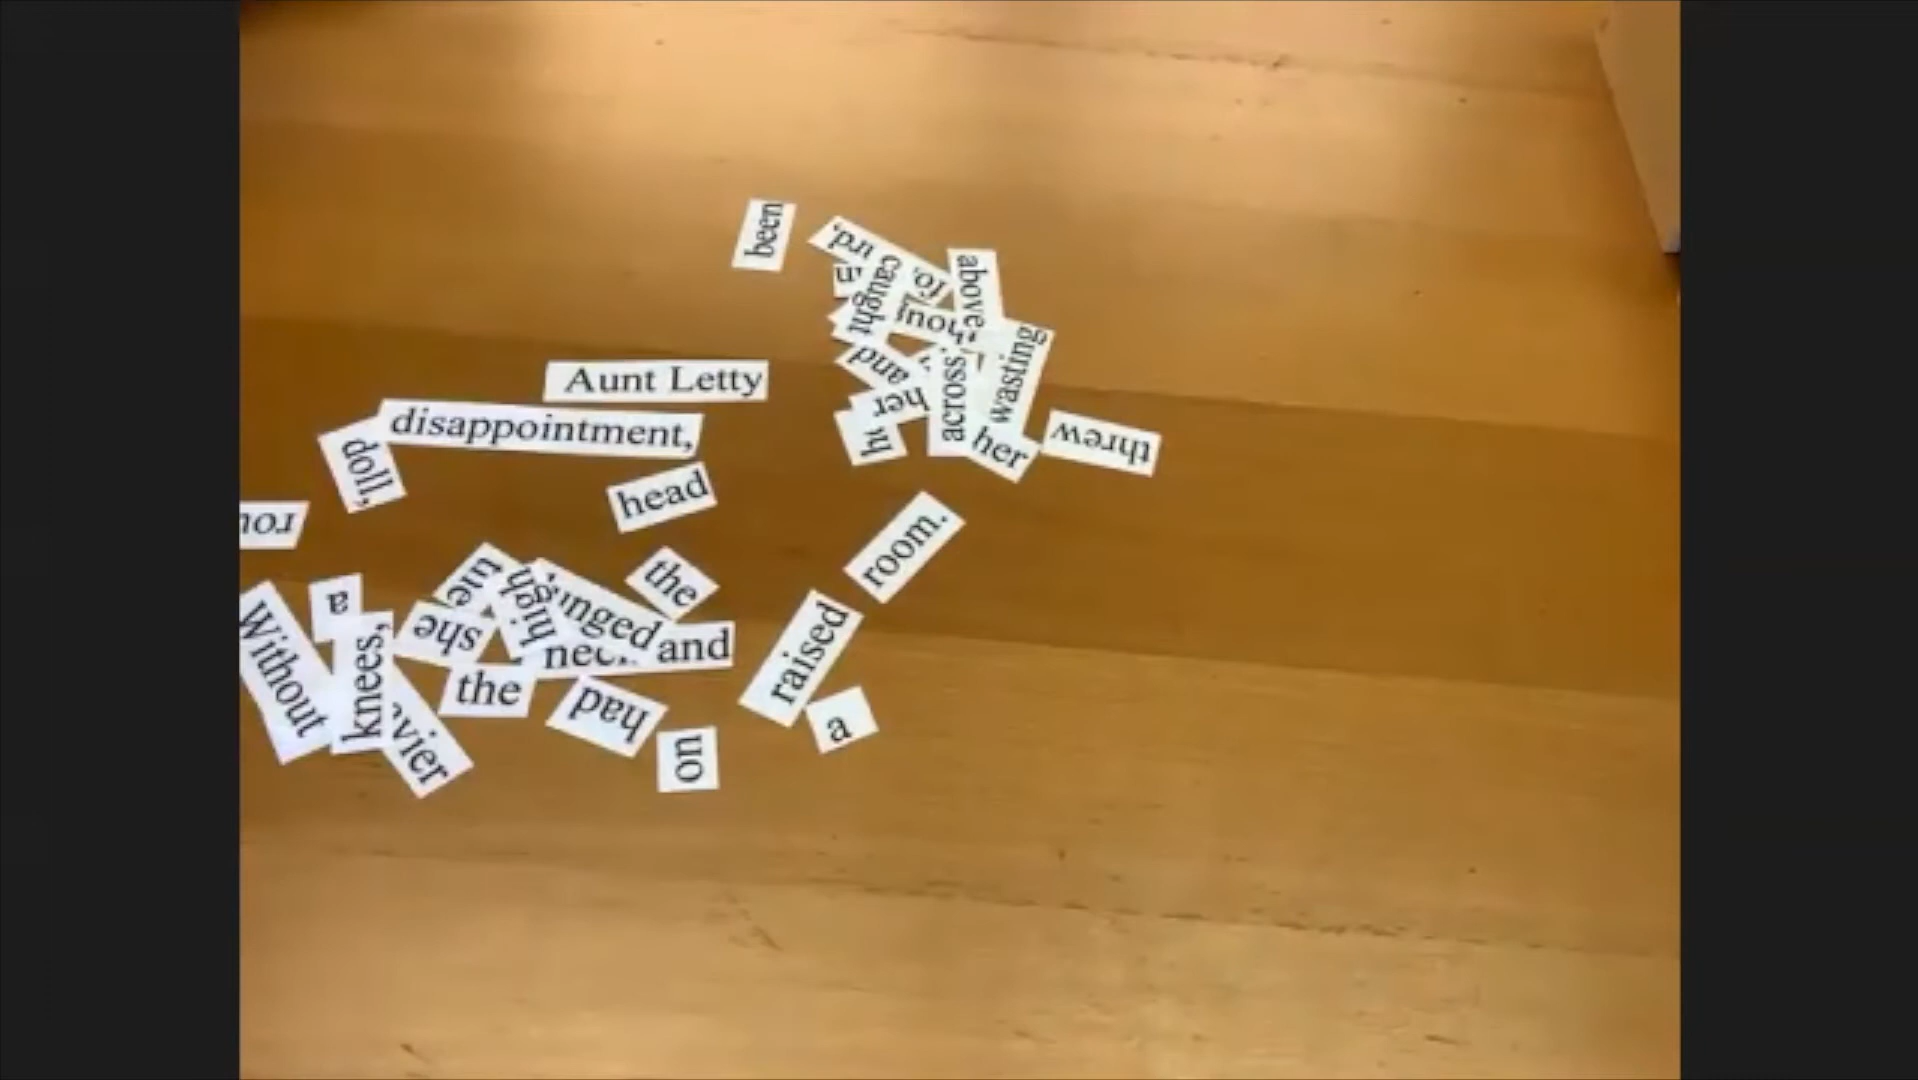 been
above
caught
wasting
and
Aunt Letty
across
her
disappointment,
her
threw
doll,
head
room.
the
high
a
she
and
raised
Without
knees,
the
had
a
on